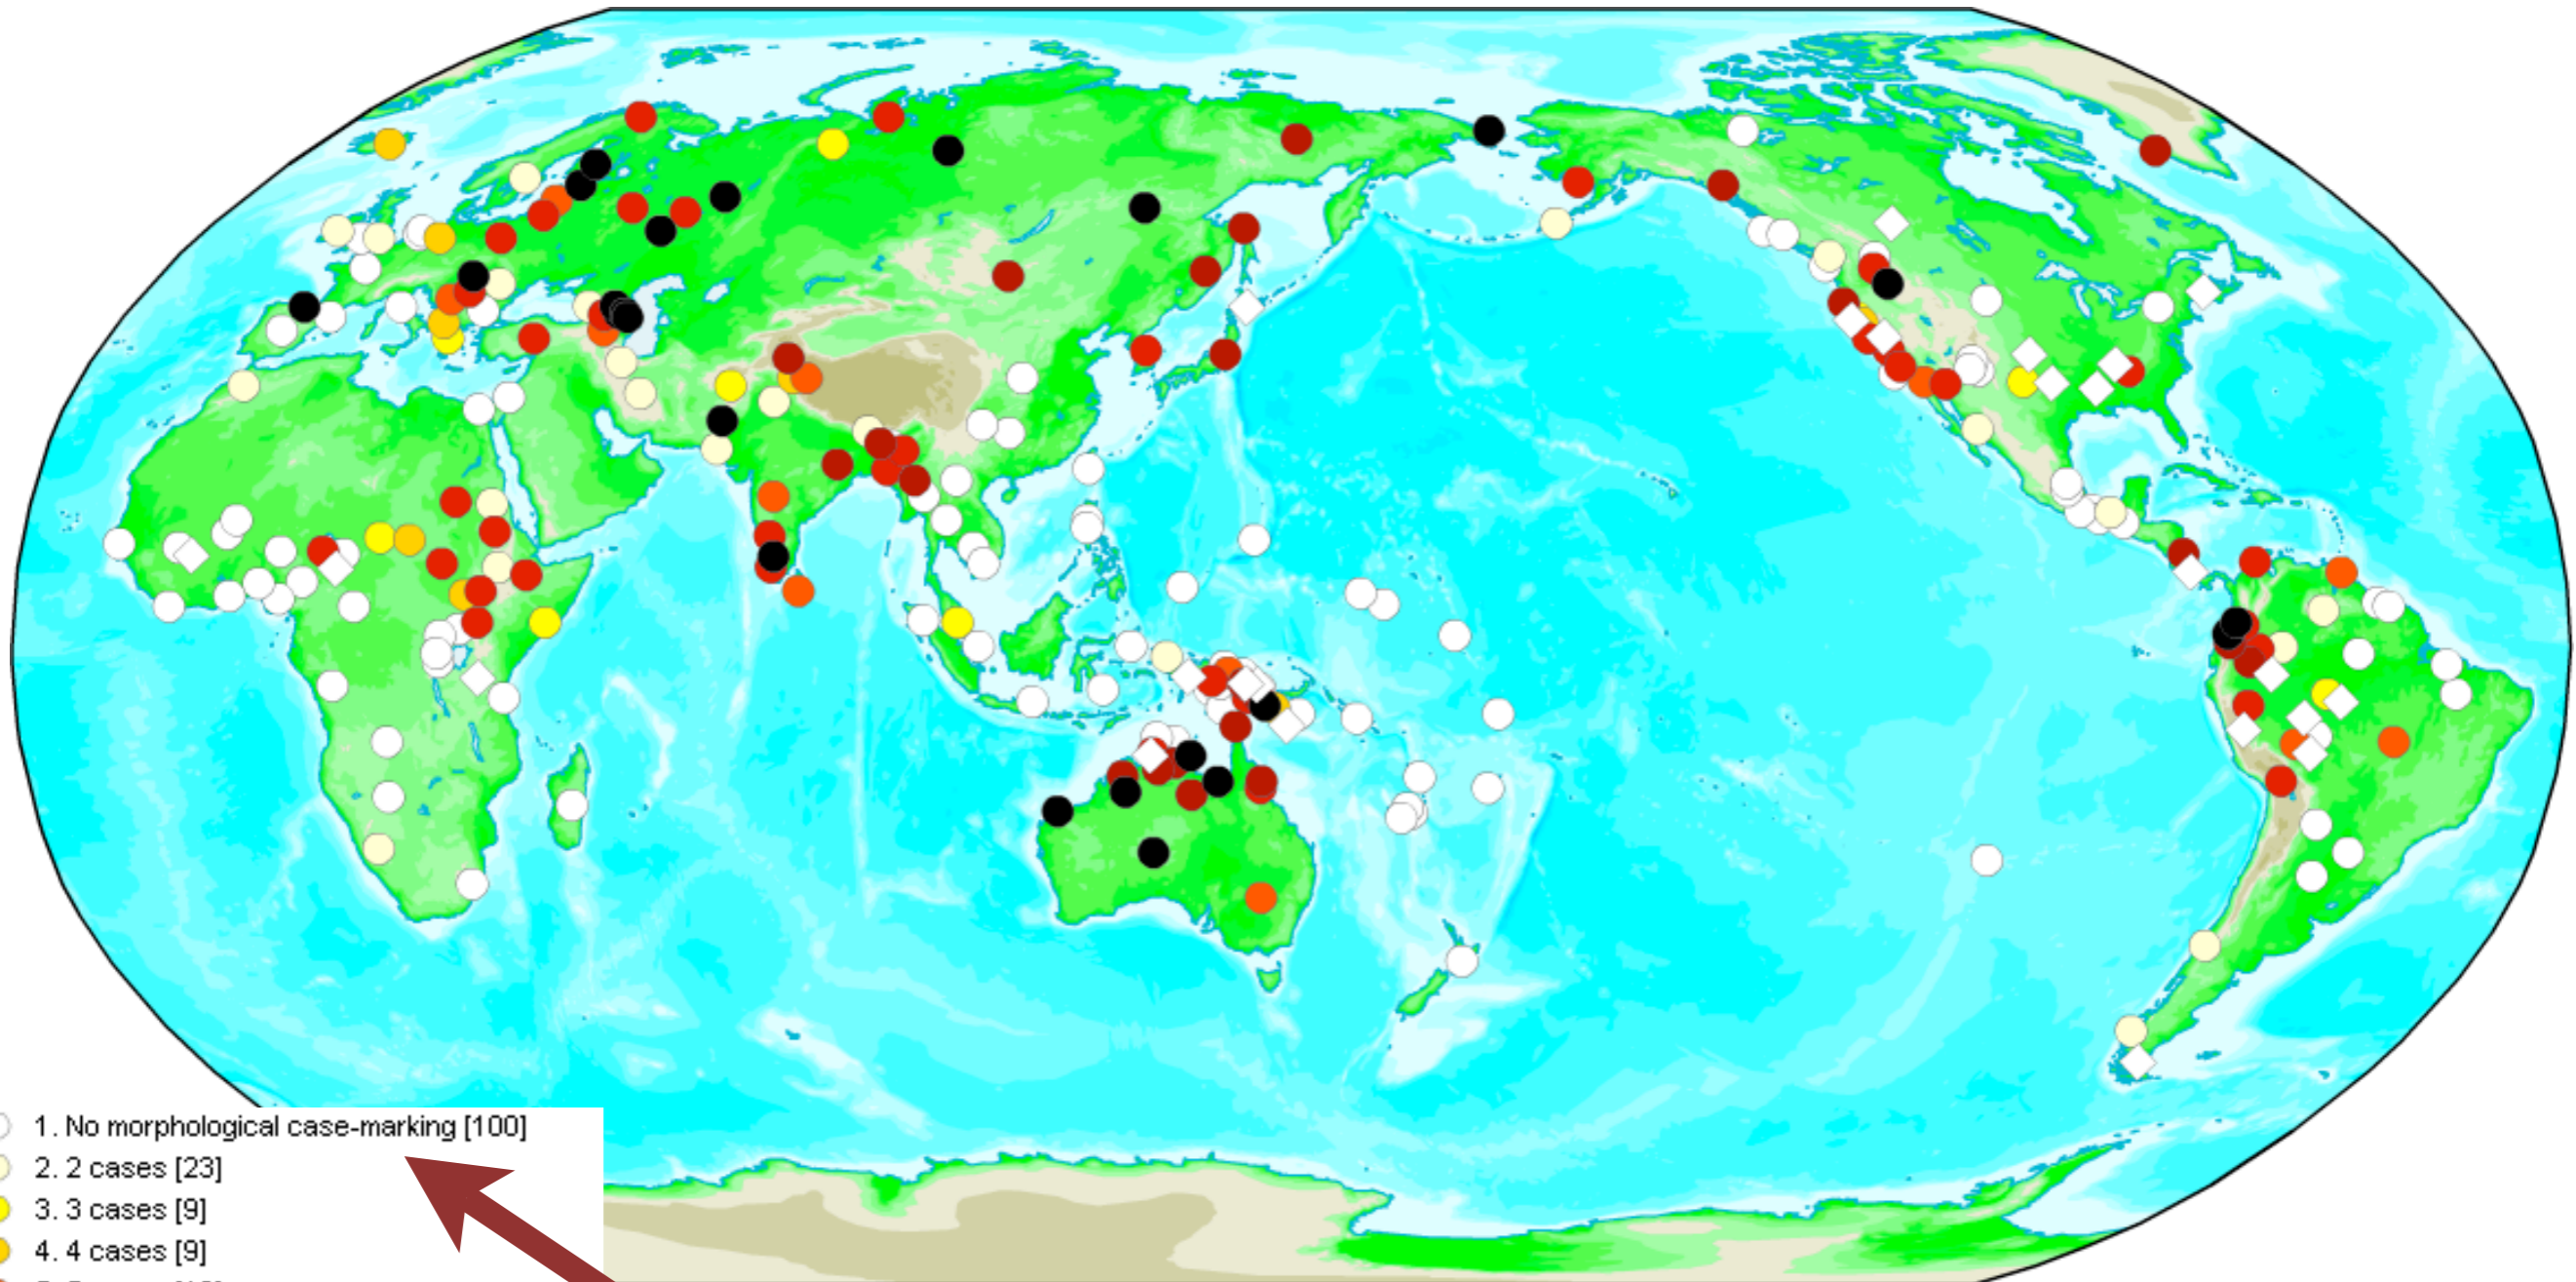 1. No morphological case-marking [100]
2. 2 cases [23]
3. 3 cases [9]
4. 4 cases [9]